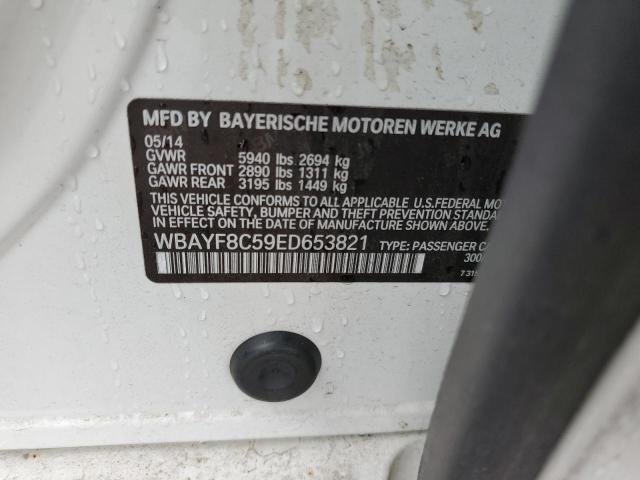 MFD BY BAYERISCHE MOTOREN WERKE AG
05/14
GVWR 5940 lbs 2694 kg
GAWR FRONT 2890 lbs 1311 kg
GAWR REAR 3195 lbs 1449 kg
THIS VEHICLE CONFORMS TO ALL APPLICABLE U.S.FEDERAL
VEHICLE SAFETY, BUMPER AND THEFT PREVENTION
IN EFFECT ON THE DATE OF MANUFACTURE SHOWN ABOVE.
WBAYF8C59ED653821 TYPE: PASSENGER